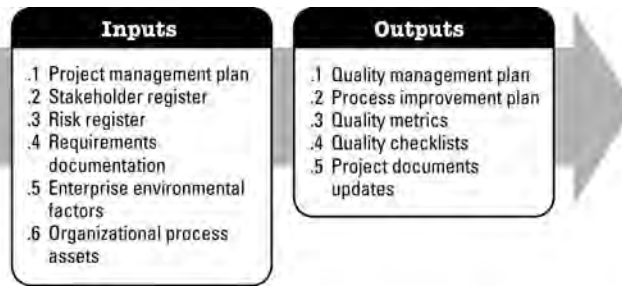 Inputs
.1 Project management plan
.2 Stakeholder register
.3 Risk register
.4 Requirements
documentation
.5 Enterprise environmental
factors
.6 Organizational process
assets
Outputs
.1 Quality management plan
.2 Process improvement plan
.3 Quality metrics
.4 Quality checklists
.5 Project documents
updates